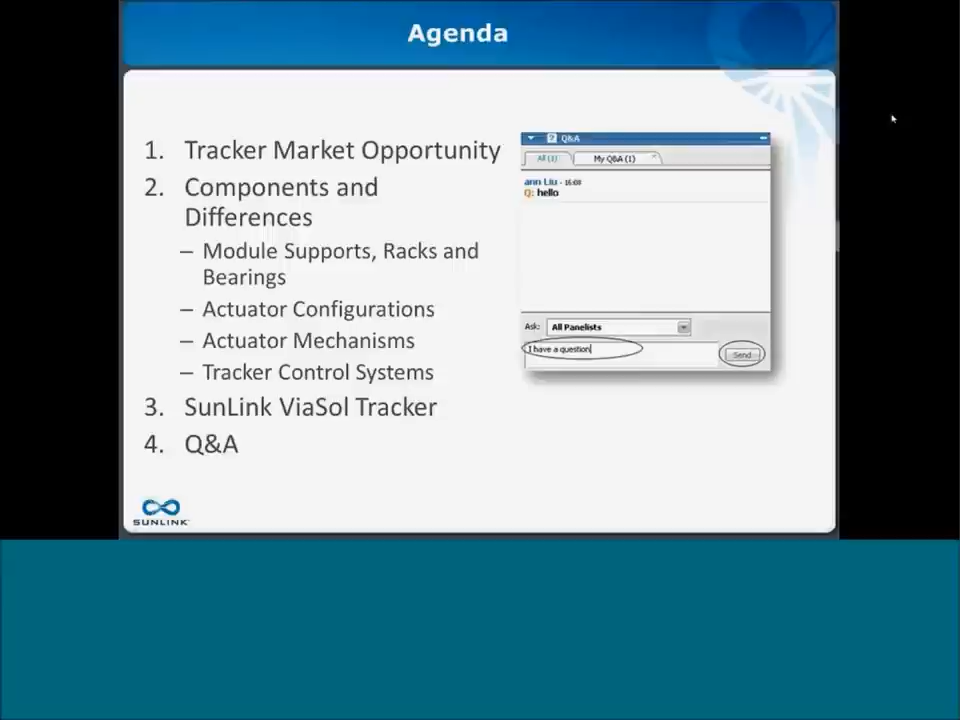 Agenda
1. Tracker Market Opportunity
2. Components and
Differences
– Module Supports, Racks and
Bearings
– Actuator Configurations
– Actuator Mechanisms
– Tracker Control Systems
3. SunLink ViaSol Tracker
4. Q&A
? Q&A
All (1) My Q&A (1)
ann Liu - 16:08
Q: hello
Ask: All Panelists
I have a question
Send
SUNLINK